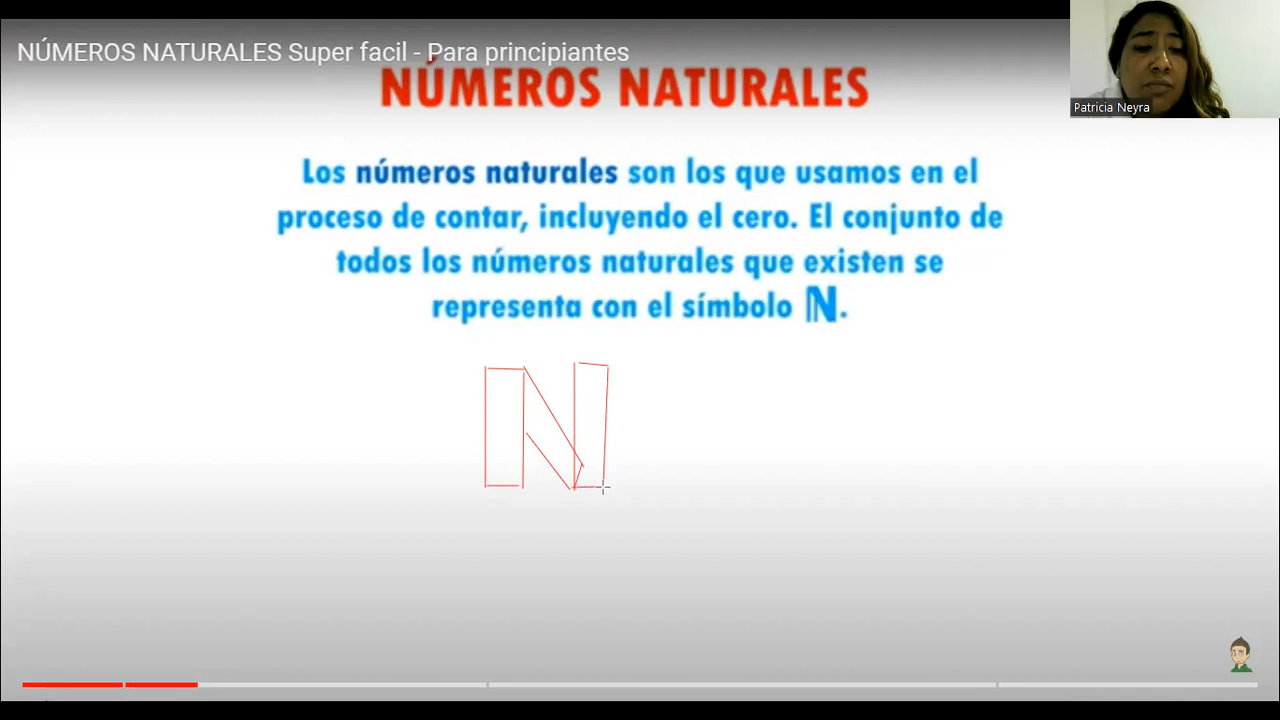 NÚMEROS NATURALES Super facil - Para principiantes
Patricia Neyra
NÚMEROS NATURALES
Los números naturales son los que usamos en el
proceso de contar, incluyendo el cero. El conjunto de
todos los números naturales que existen se
representa con el símbolo ℕ.
N